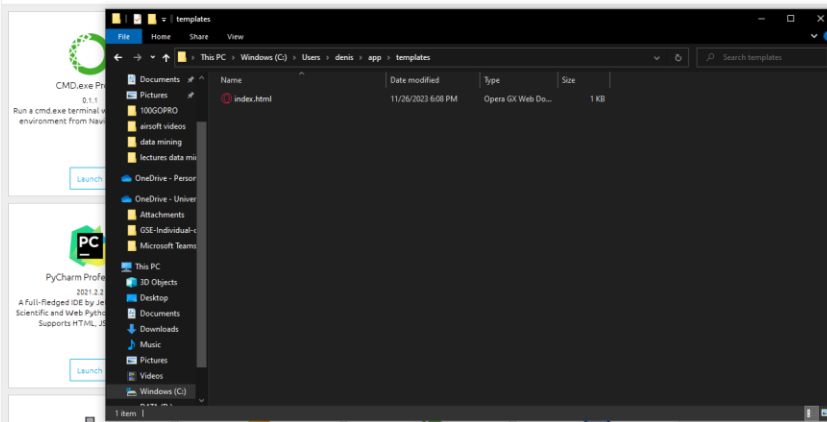 templates
File Home Share View
This PC > Windows (C:) > Users > denis > app > templates
Search templates
Name Date modified Type Size
index.html 11/26/2023 6:08 PM Opera GX Web Do... 1 KB
Documents
Pictures
100GOPRO
airsoft videos
data mining
lectures data mi
OneDrive - Person
OneDrive - Univer
Attachments
GSE-Individual-c
Microsoft Teams
This PC
3D Objects
Desktop
Documents
Downloads
Music
Pictures
Videos
Windows (C:)
1 item
CMD.exe Pr
0.1.1
Run a cmd.exe terminal
environment from Navi
Launch
PC
PyCharm Profe
2021.2.2
A full-fledged IDE by Je
Scientific and Web Pytho
Supports HTML, JS
Launch